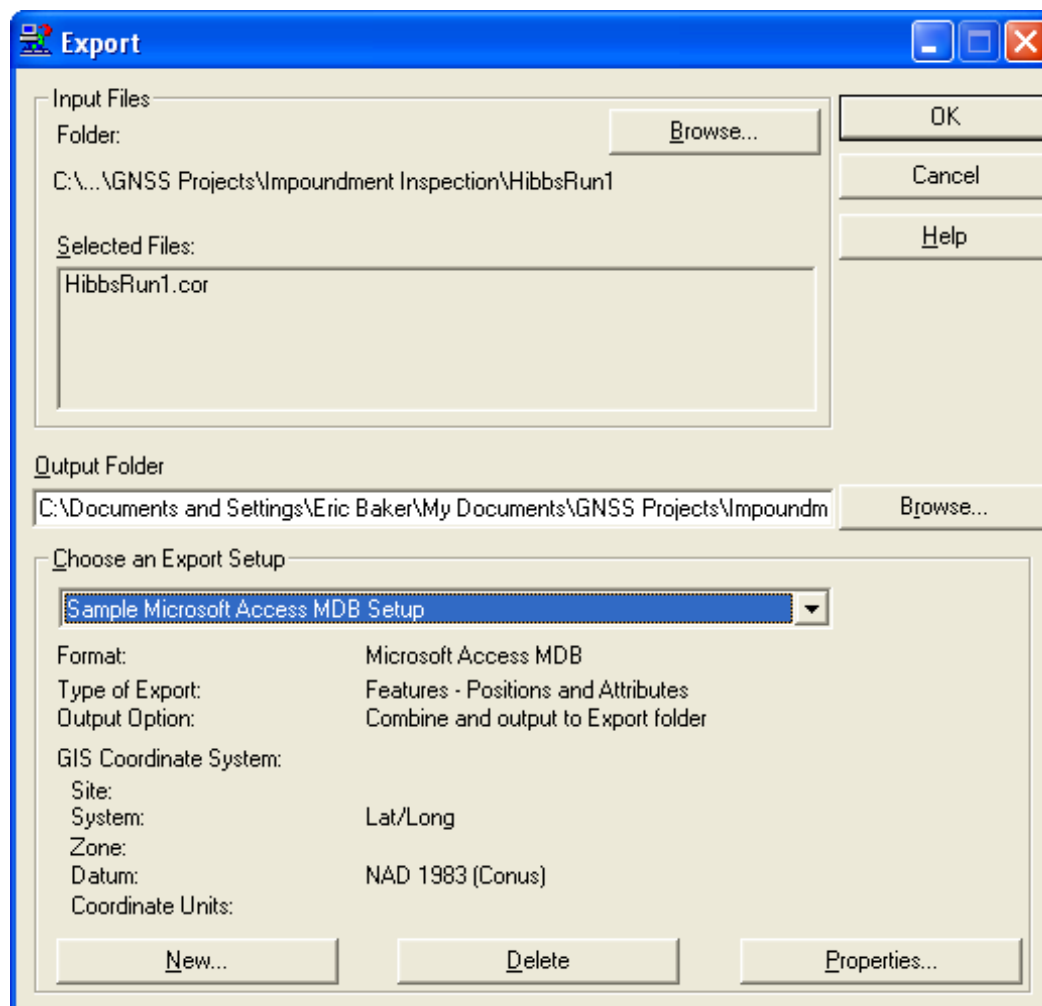 Export
Input Files
Folder:
Browse...
C:\...\GNSS Projects\Impoundment Inspection\HibbsRun1
Selected Files:
HibbsRun1.cor
OK
Cancel
Help
Output Folder
C:\Documents and Settings\Eric Baker\My Documents\GNSS Projects\Impoundm
Browse...
Choose an Export Setup
Sample Microsoft Access MDB Setup
Format: Microsoft Access MDB
Type of Export: Features - Positions and Attributes
Output Option: Combine and output to Export folder
GIS Coordinate System:
Site:
System: Lat/Long
Zone:
Datum: NAD 1983 (Conus)
Coordinate Units:
New...
Delete
Properties...